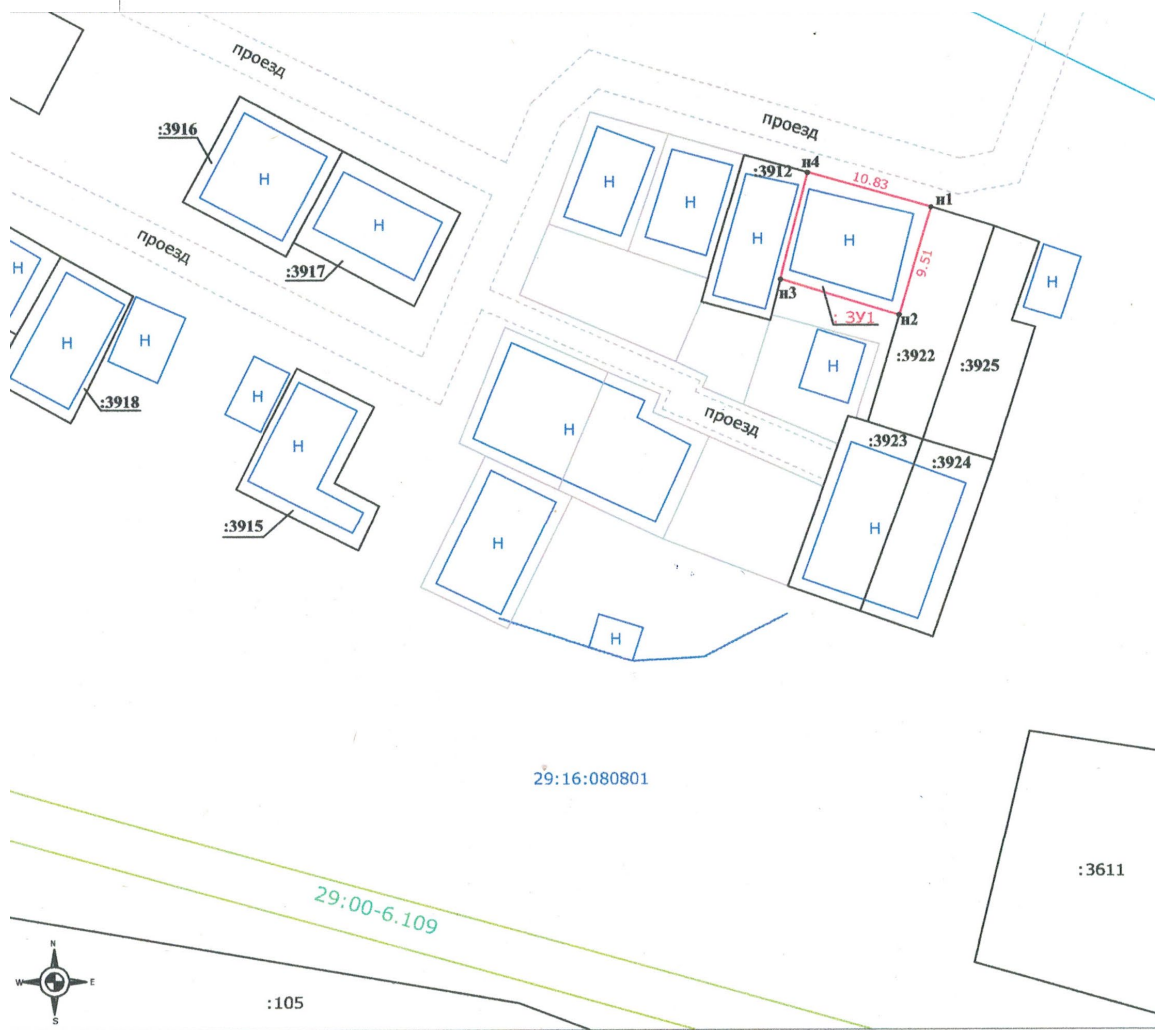 проезд
:3916
Н
Н
:3917
проезд
Н
Н
Н
:3918
Н
Н
:3915
проезд
н4
10.83
н1
:3912
Н
Н
Н
Н
9.51
н3
: ЗУ1
н2
Н
Н
:3922
:3925
проезд
:3923
:3924
Н
Н
Н
Н
29:16:080801
:3611
29:00-6.109
:105
N
W
E
S